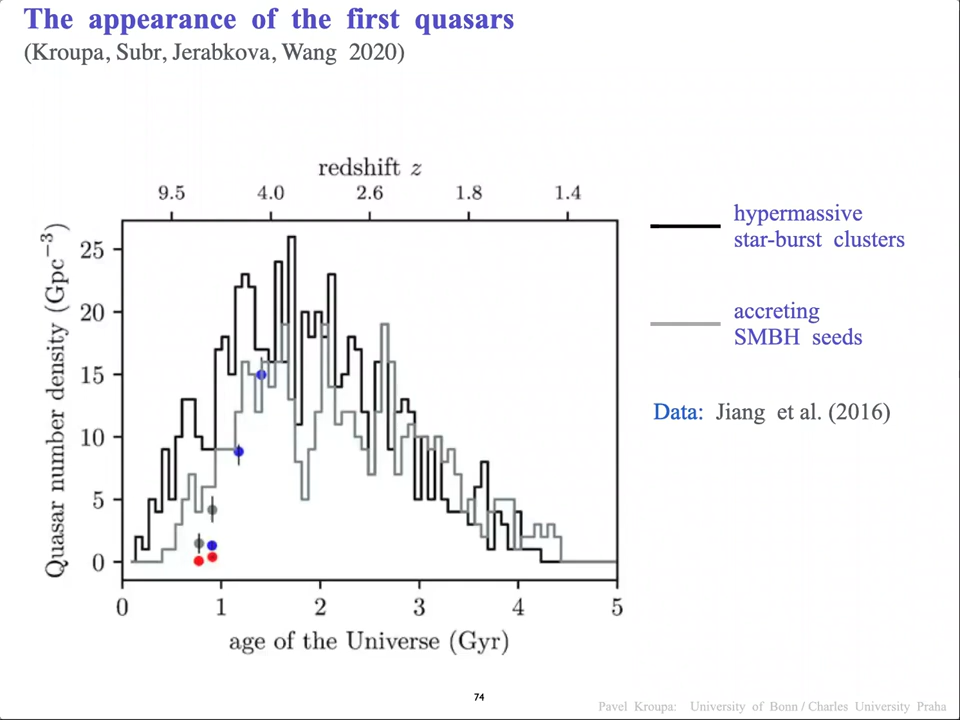 The appearance of the first quasars
(Kroupa, Subr, Jerabkova, Wang 2020)
redshift z
9.5 4.0 2.6 1.8 1.4
Quasar number density (Gpc⁻³)
25
20
15
10
5
0
0 1 2 3 4 5
age of the Universe (Gyr)
hypermassive
star-burst clusters
accreting
SMBH seeds
Data: Jiang et al. (2016)
74
Pavel Kroupa: University of Bonn / Charles University Praha